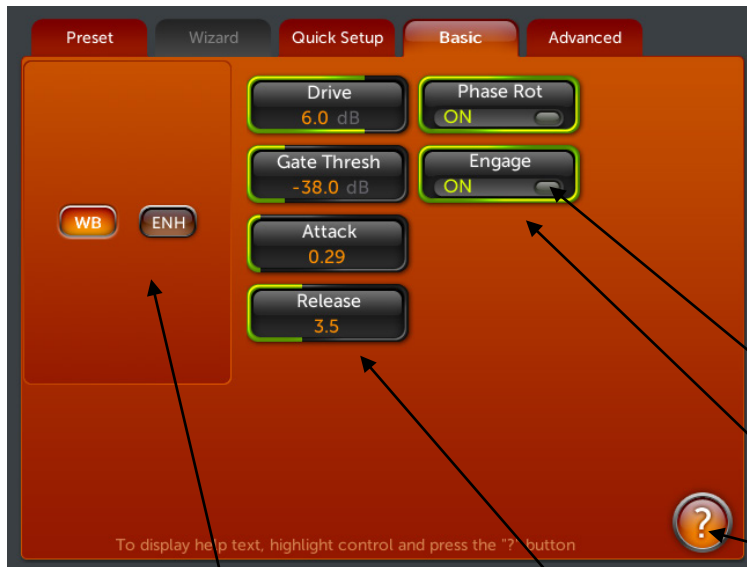 Preset
Wizard
Quick Setup
Basic
Advanced
Drive
6.0 dB
Phase Rot
ON
Gate Thresh
-38.0 dB
Engage
ON
WB
ENH
Attack
0.29
Release
3.5
?
To display help text, highlight control and press the "?" button